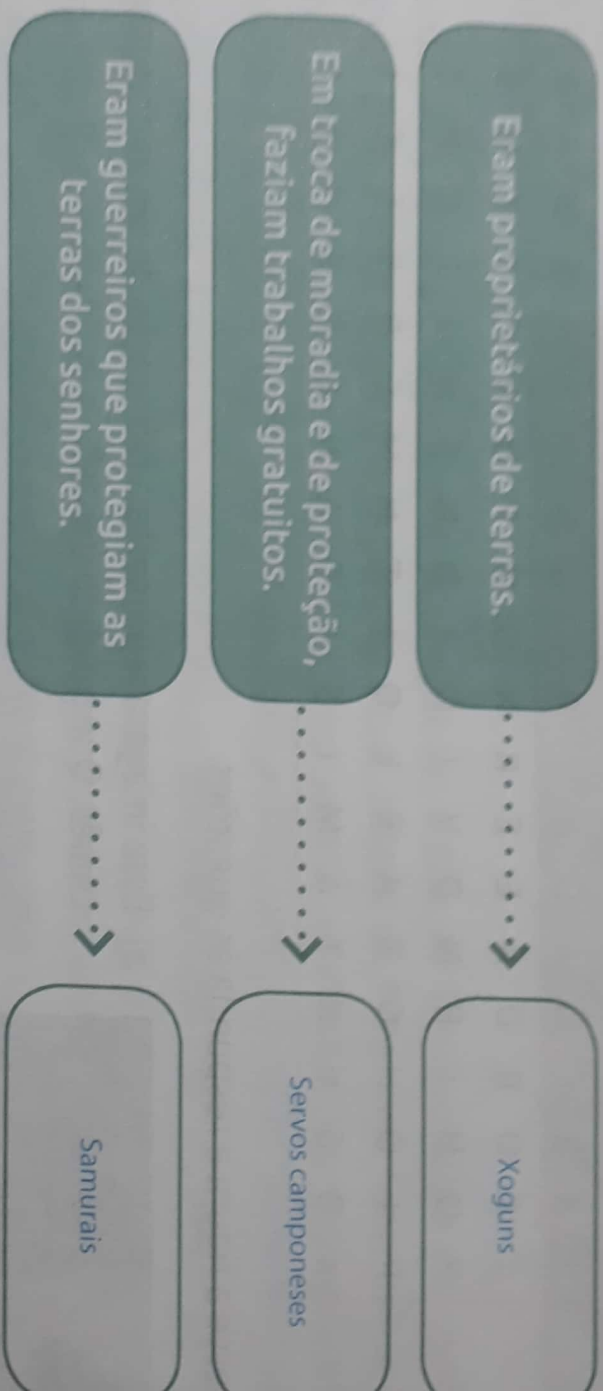 Eram proprietários de terras.
Xoguns
Em troca de moradia e de proteção,
faziam trabalhos gratuitos.
Servos camponeses
Eram guerreiros que protegiam as
terras dos senhores.
Samurais